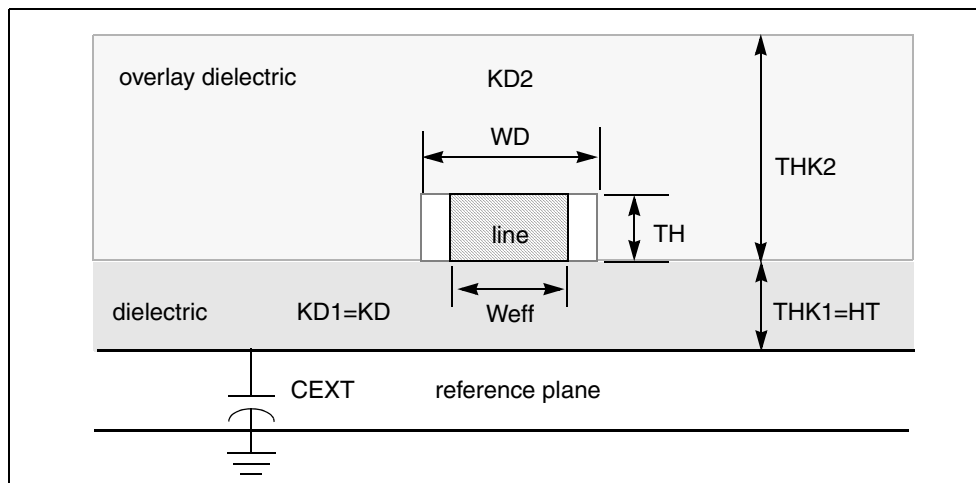 overlay dielectric KD2
WD
THK2
TH
line
dielectric KD1=KD Weff THK1=HT
CEXT reference plane